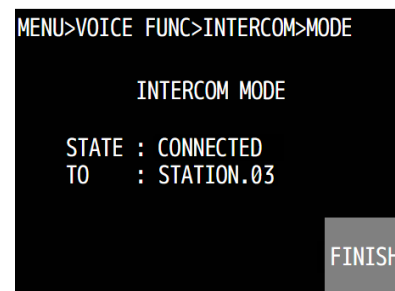 MENU>VOICE FUNC>INTERCOM>MODE
INTERCOM MODE
STATE : CONNECTED
TO : STATION.03
FINISH